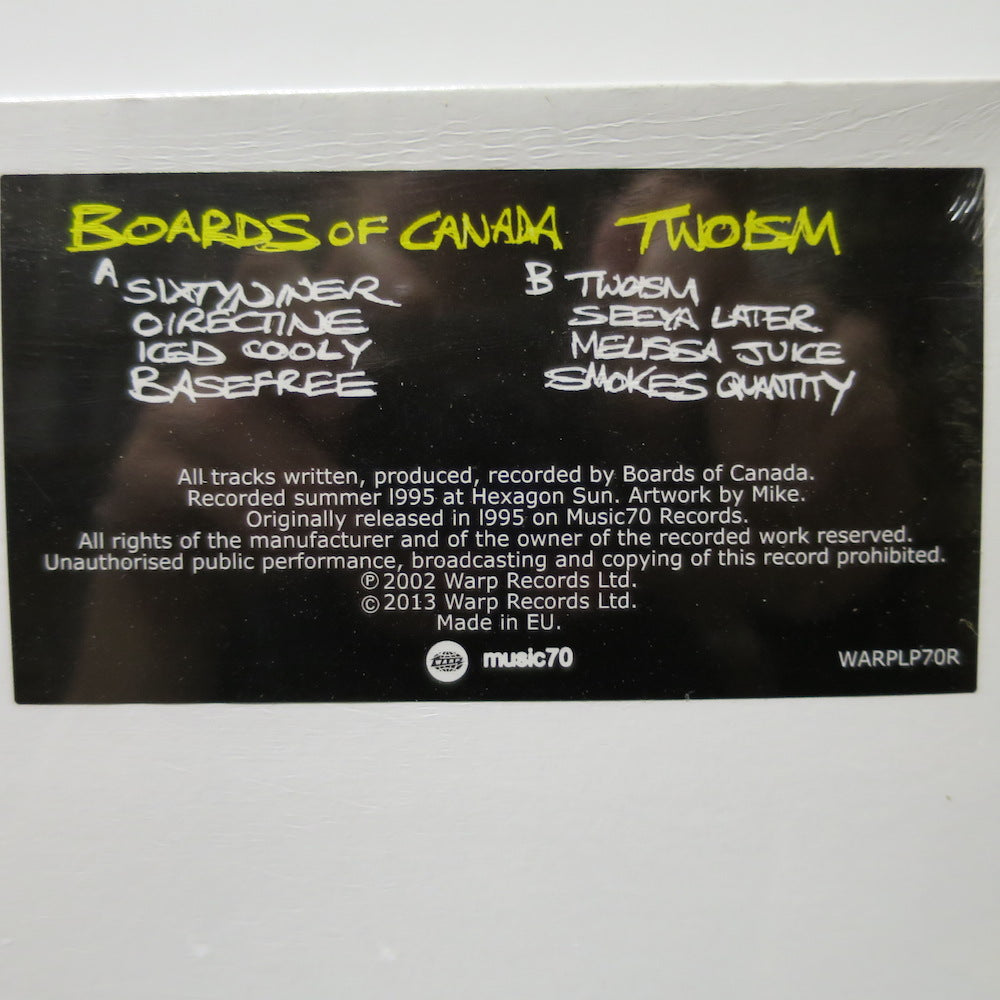 BOARDS OF CANADA TWOISM
A SIXTYNINER
OIRECTINE
ICED COOLY
BASEFREE
B TWOISM
SEEYA LATER
MELISSA JUICE
SMOKES QUANTITY
All tracks written, produced, recorded by Boards of Canada.
Recorded summer 1995 at Hexagon Sun. Artwork by Mike.
Originally released in 1995 on Music70 Records.
All rights of the manufacturer and of the owner of the recorded work reserved.
Unauthorised public performance, broadcasting and copying of this record prohibited.
℗ 2002 Warp Records Ltd.
© 2013 Warp Records Ltd.
Made in EU.
WARP music70
WARPLP70R